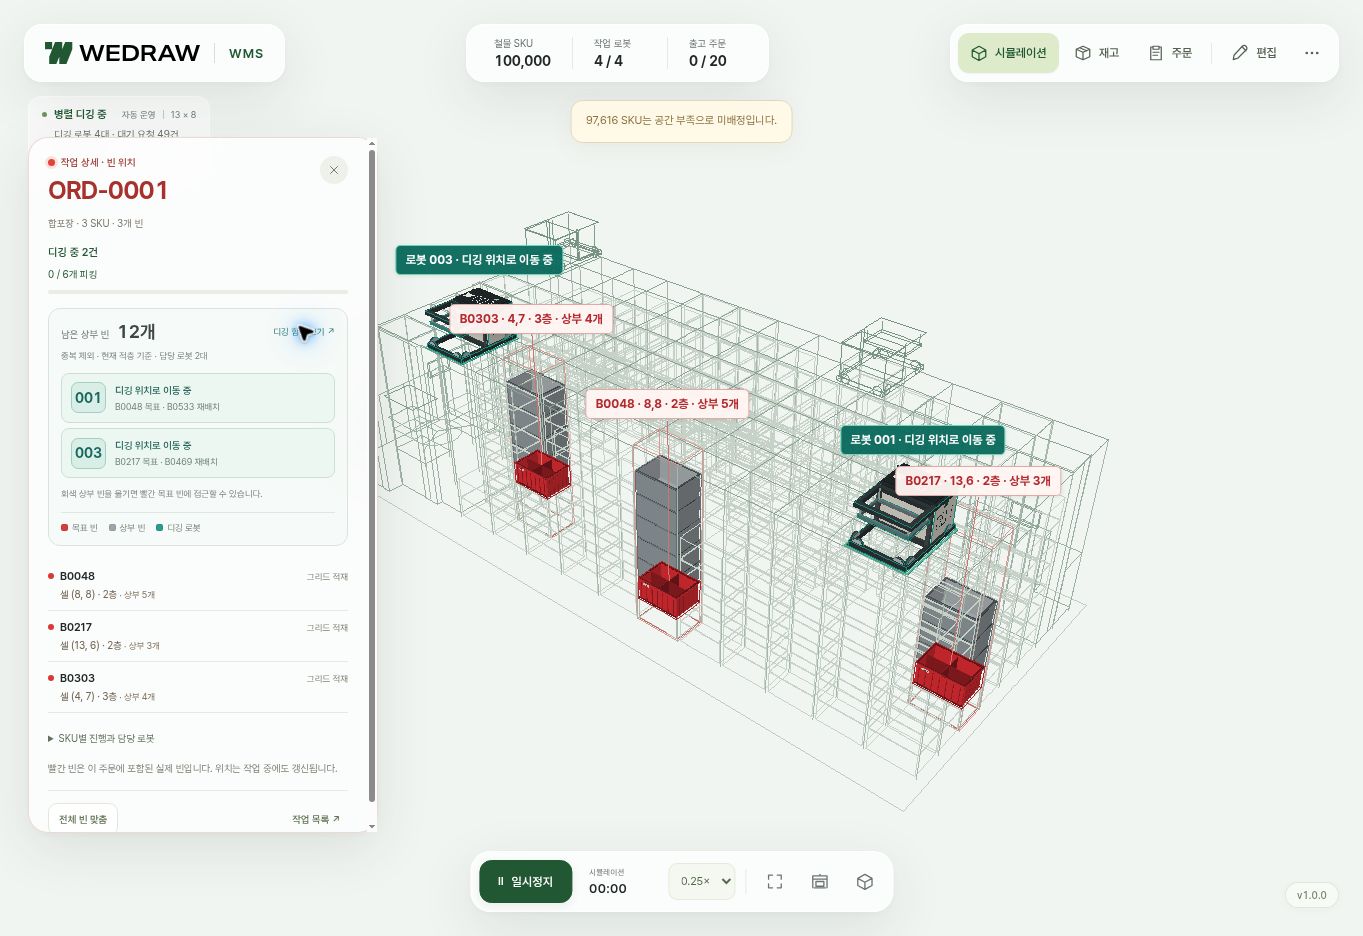 WEDRAW WMS
철물 SKU 작업 로봇 출고 주문
100,000 4 / 4 0 / 20
시뮬레이션 재고 주문 편집
97,616 SKU는 공간 부족으로 미배정입니다.
병렬 디깅 중 자동 운영 13 × 8
디깅 로봇 4대 · 대기 요청 49건
작업 상세 · 빈 위치
ORD-0001
합포장 · 3 SKU · 3개 빈
디깅 중 2건
0 / 6개 피킹
남은 상부 빈 12개 디깅
중복 제외 · 현재 적층 기준 · 담당 로봇 2대
001 디깅 위치로 이동 중
B0048 목표 · B0533 재배치
003 디깅 위치로 이동 중
B0217 목표 · B0469 재배치
회색 상부 빈을 옮기면 빨간 목표 빈에 접근할 수 있습니다.
목표 빈 상부 빈 디깅 로봇
B0048 그리드 적재
셀 (8, 8) · 2층 · 상부 5개
B0217 그리드 적재
셀 (13, 6) · 2층 · 상부 3개
B0303 그리드 적재
셀 (4, 7) · 3층 · 상부 4개
SKU별 진행과 담당 로봇
빨간 빈은 이 주문에 포함된 실제 빈입니다. 위치는 작업 중에도 갱신됩니다.
전체 빈 맞춤 작업 목록 ↗
로봇 003 · 디깅 위치로 이동 중
B0303 · 4,7 · 3층 · 상부 4개
B0048 · 8,8 · 2층 · 상부 5개
로봇 001 · 디깅 위치로 이동 중
B0217 · 13,6 · 2층 · 상부 3개
일시정지
시뮬레이션
00:00
0.25×
v1.0.0